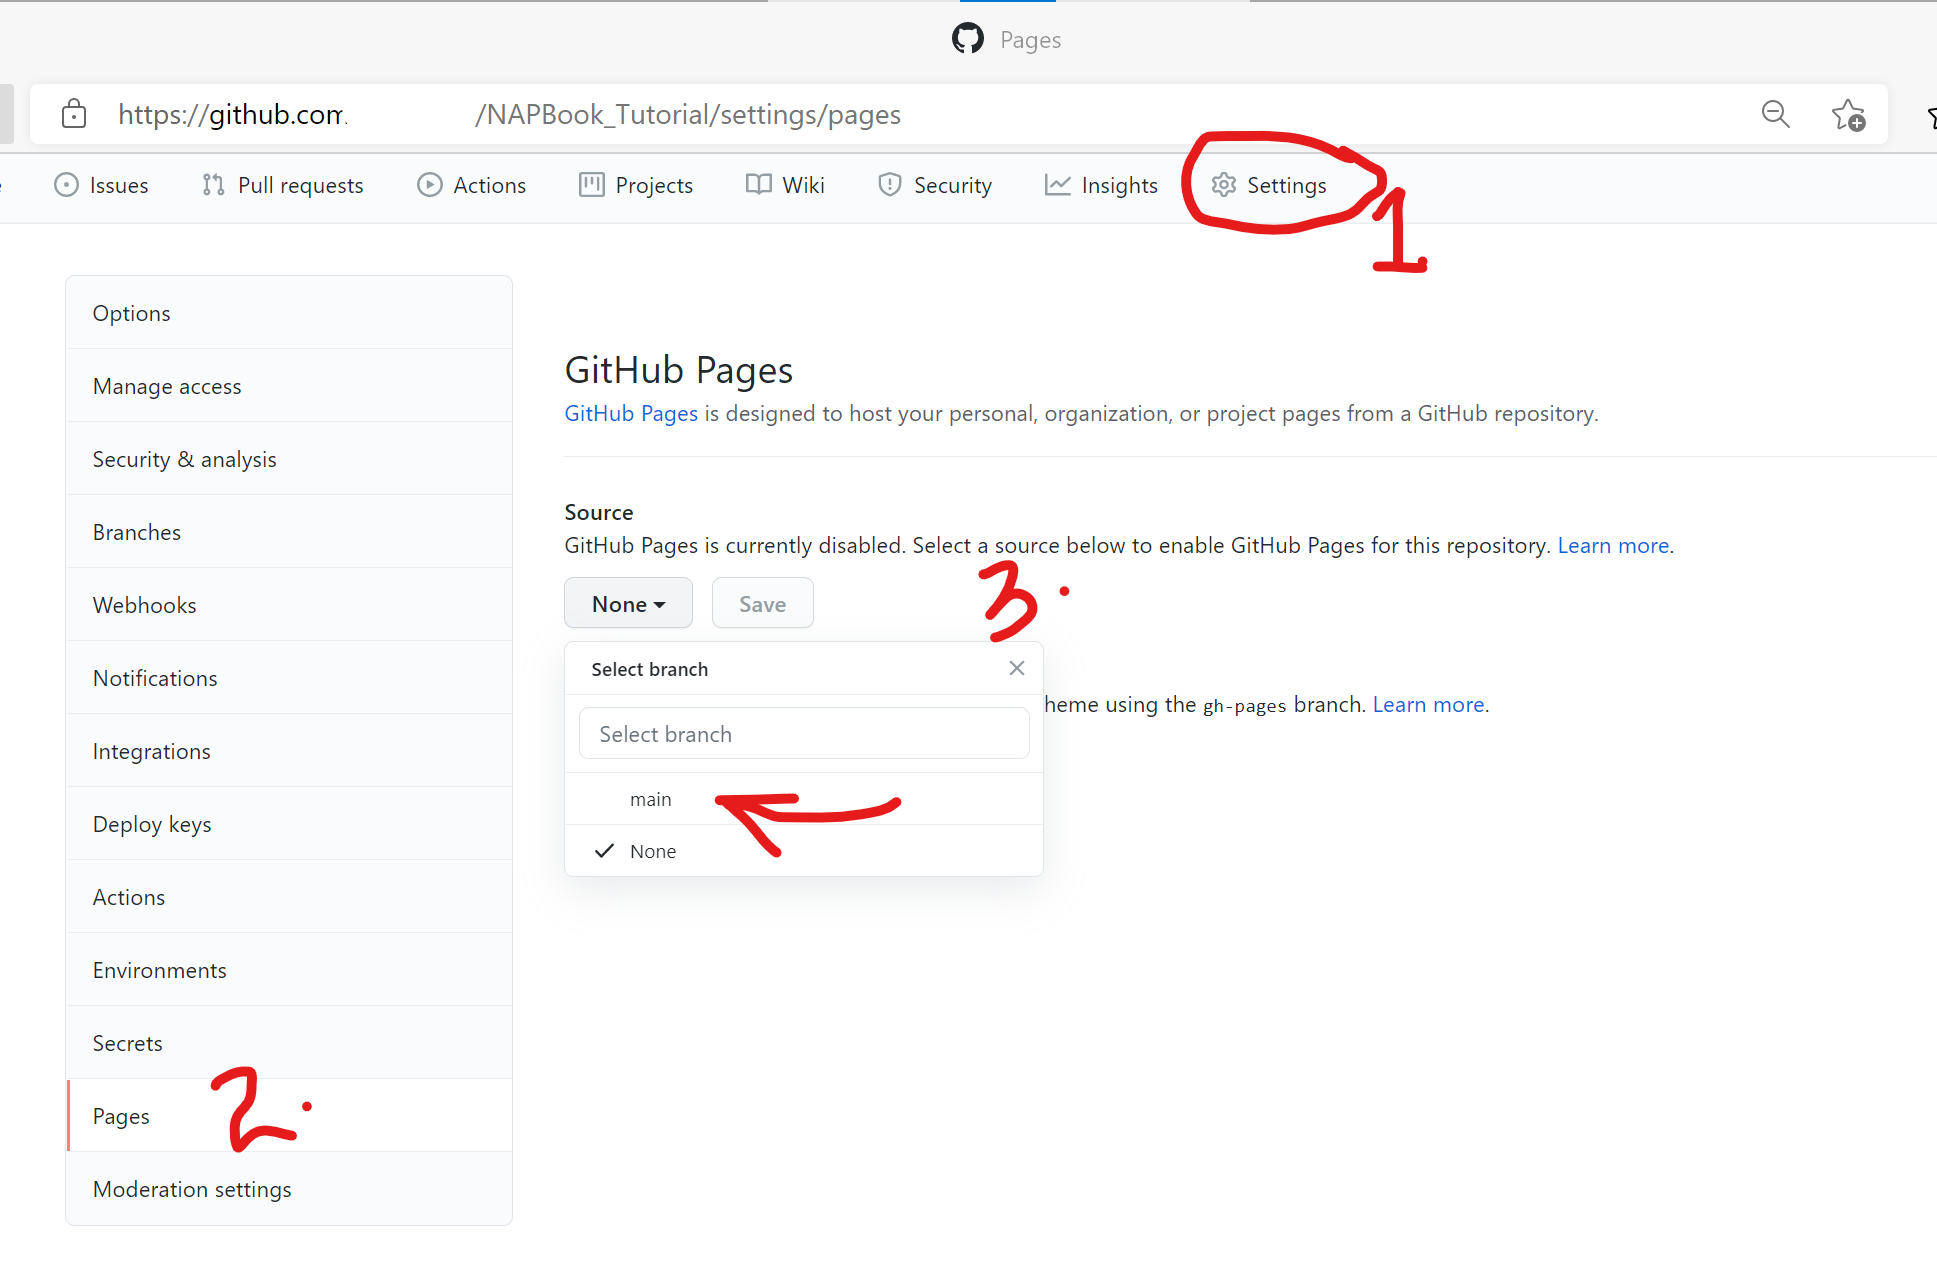 Pages
https://github.com. /NAPBook_Tutorial/settings/pages
Issues Pull requests Actions Projects Wiki Security Insights Settings
1.
Options
Manage access
Security & analysis
Branches
Webhooks
Notifications
Integrations
Deploy keys
Actions
Environments
Secrets
Pages
2.
Moderation settings
GitHub Pages
GitHub Pages is designed to host your personal, organization, or project pages from a GitHub repository.
Source
GitHub Pages is currently disabled. Select a source below to enable GitHub Pages for this repository. Learn more.
None Save
3.
Select branch
heme using the gh-pages branch. Learn more.
Select branch
main
None